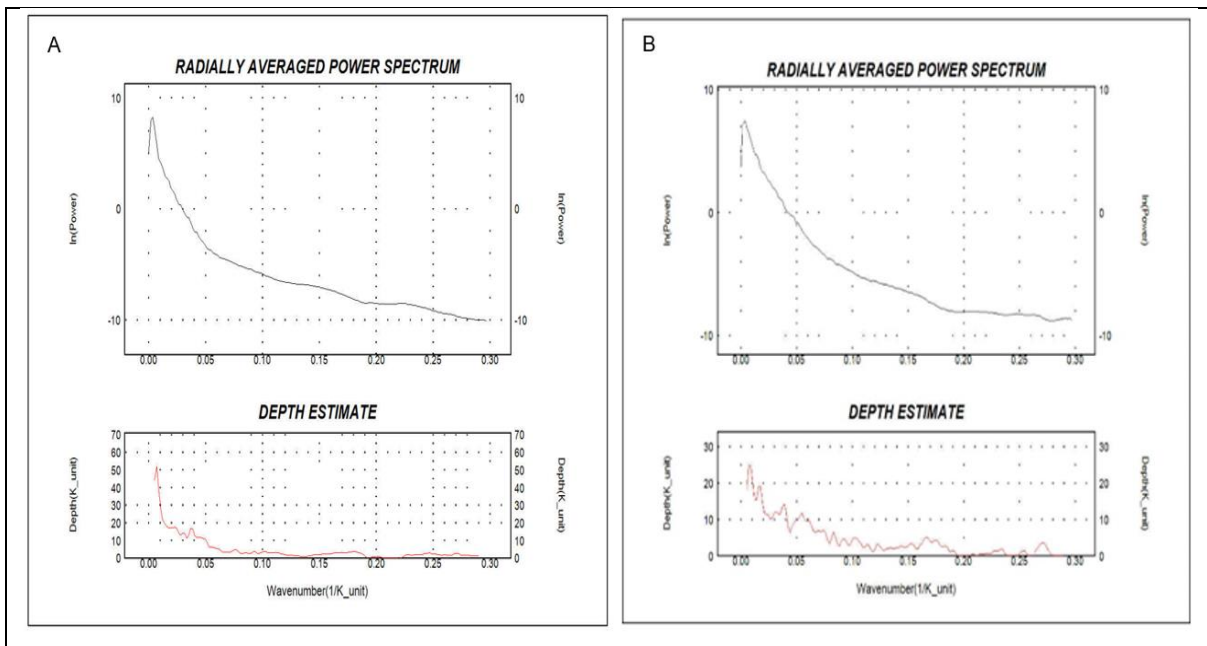 A
RADIALLY AVERAGED POWER SPECTRUM
10 10
ln(Power) ln(Power)
0 0
-10 -10
0.00 0.05 0.10 0.15 0.20 0.25 0.30
DEPTH ESTIMATE
70 70
60 60
50 50
Depth(K_unit) Depth(K_unit)
40 40
30 30
20 20
10 10
0 0
0.00 0.05 0.10 0.15 0.20 0.25 0.30
Wavenumber(1/K_unit)
B
RADIALLY AVERAGED POWER SPECTRUM
10 10
ln(Power) ln(Power)
0 0
-10 -10
0.00 0.05 0.10 0.15 0.20 0.25 0.30
DEPTH ESTIMATE
30 30
Depth(K_unit) Depth(K_unit)
20 20
10 10
0 0
0.00 0.05 0.10 0.15 0.20 0.25 0.30
Wavenumber(1/K_unit)